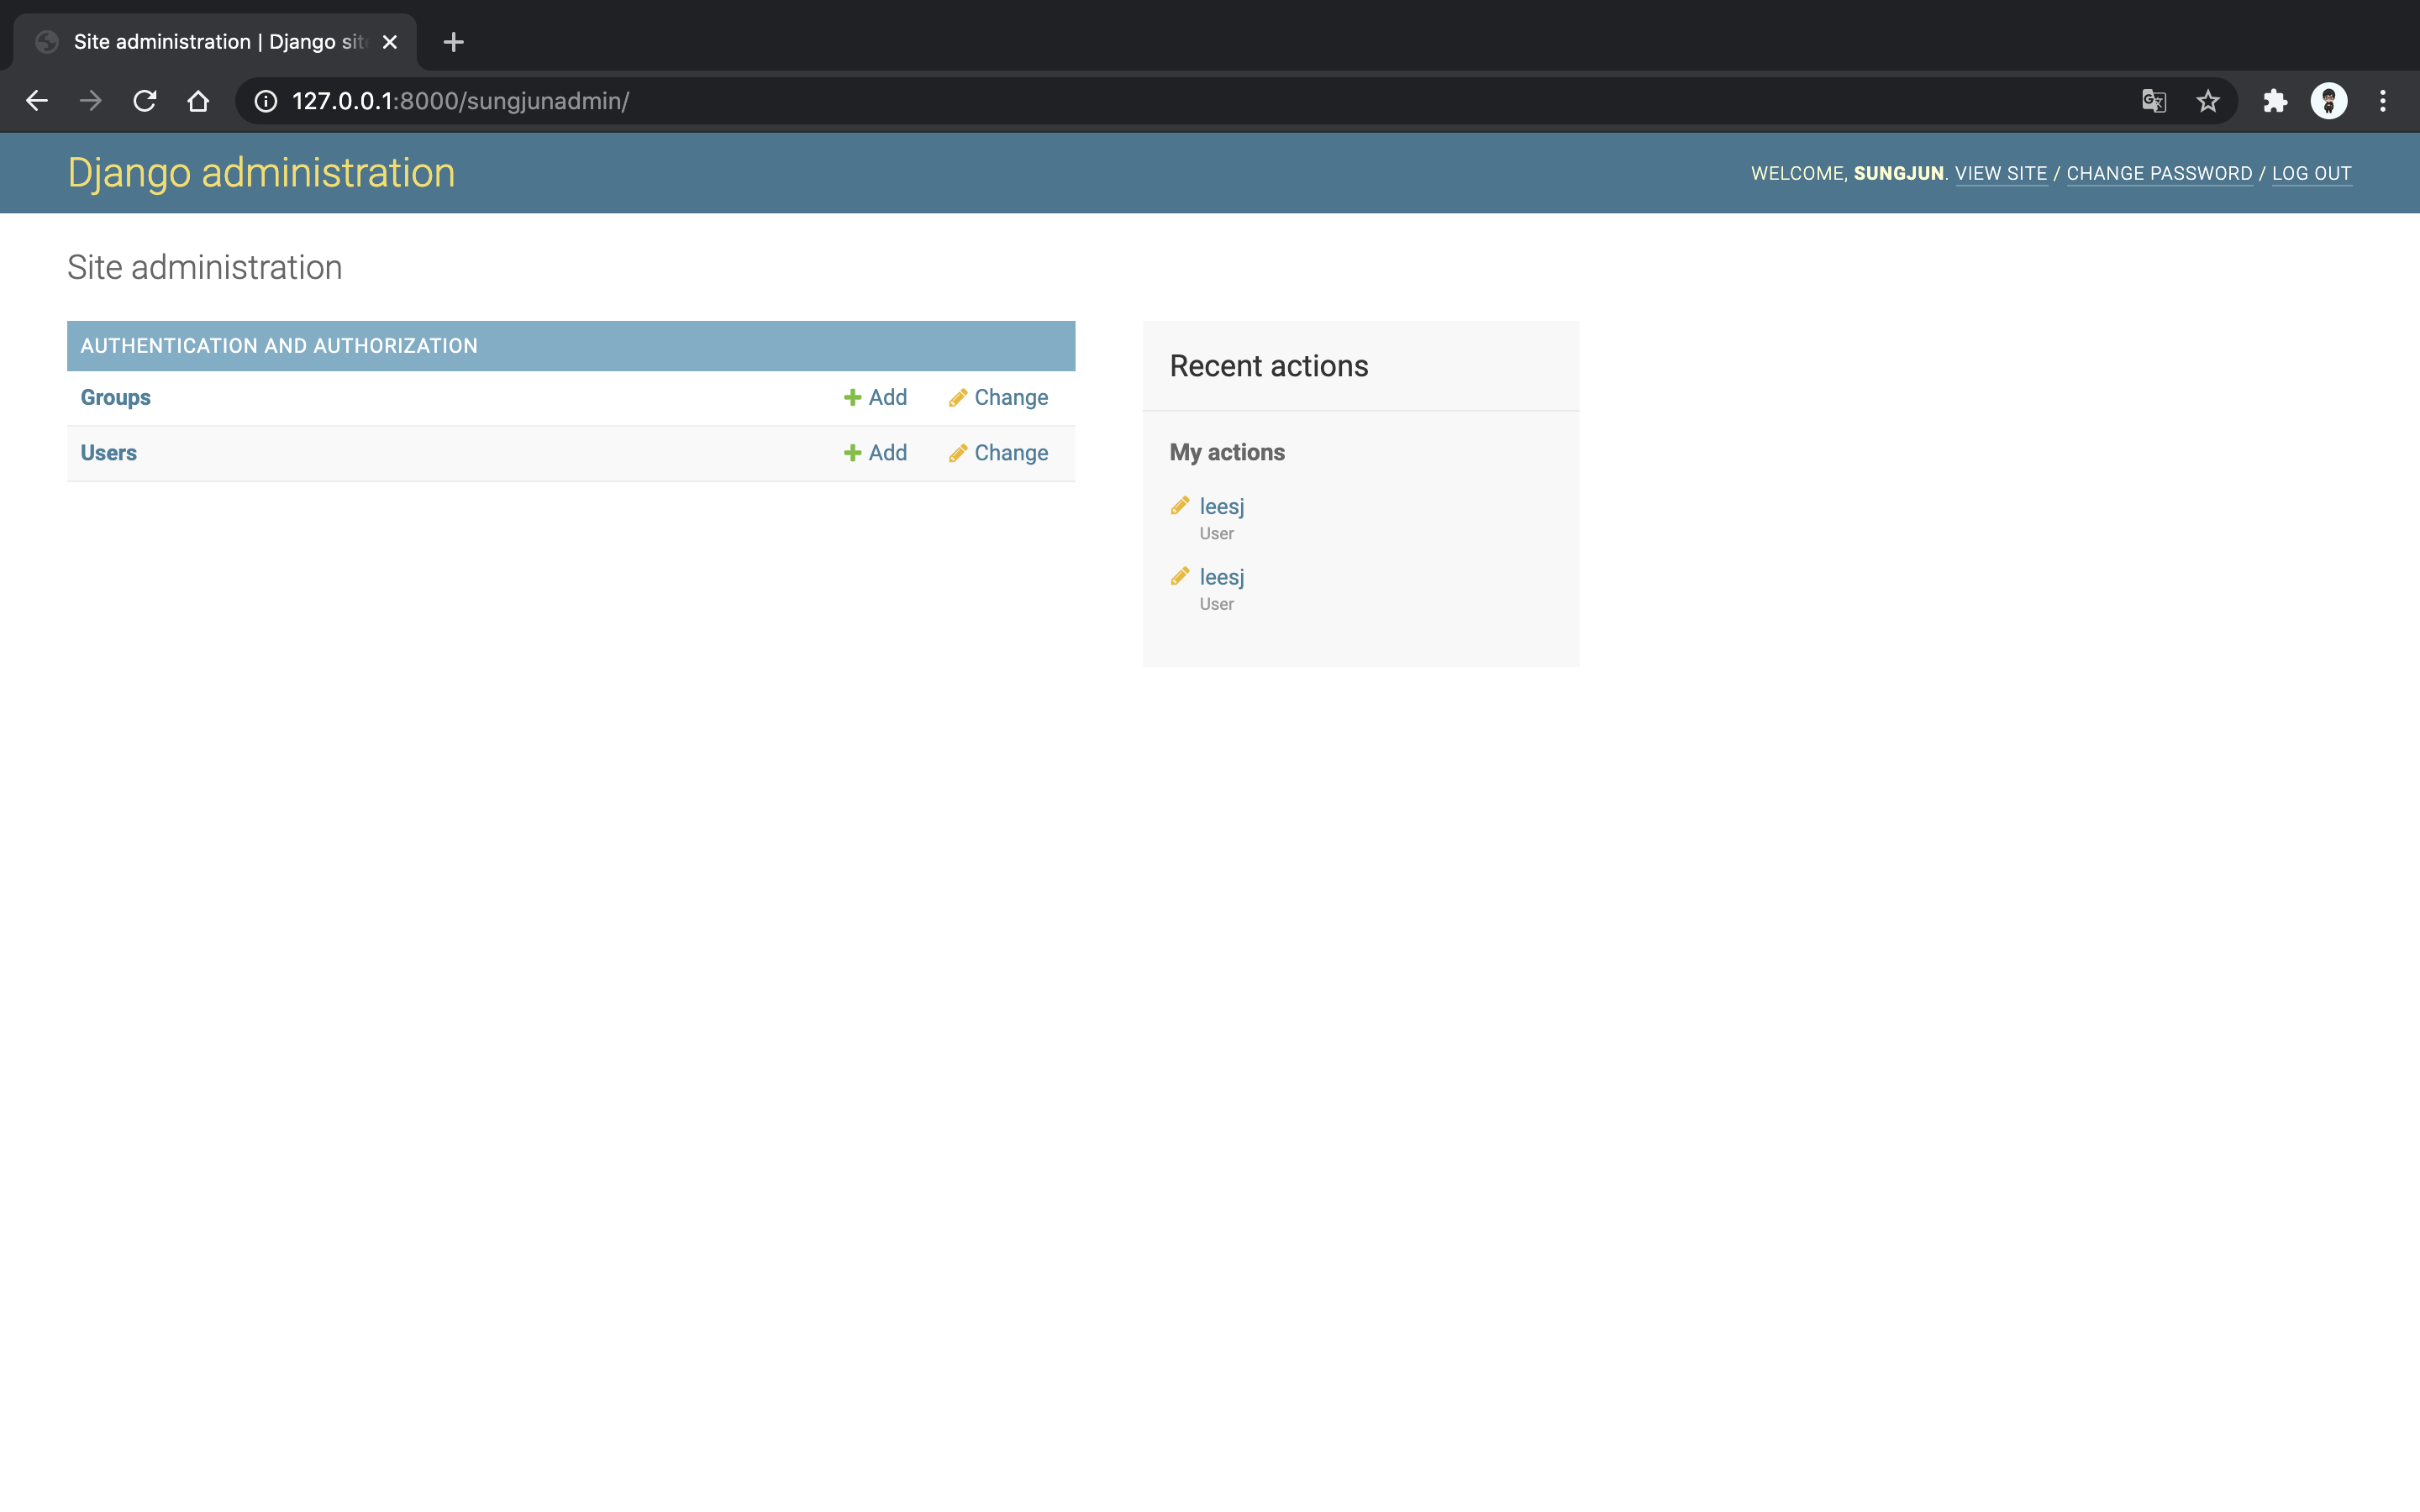 Site administration | Django sit
127.0.0.1:8000/sungjunadmin/
Django administration
WELCOME, SUNGJUN. VIEW SITE / CHANGE PASSWORD / LOG OUT
Site administration
AUTHENTICATION AND AUTHORIZATION
Groups Add Change
Users Add Change
Recent actions
My actions
leesj
User
leesj
User